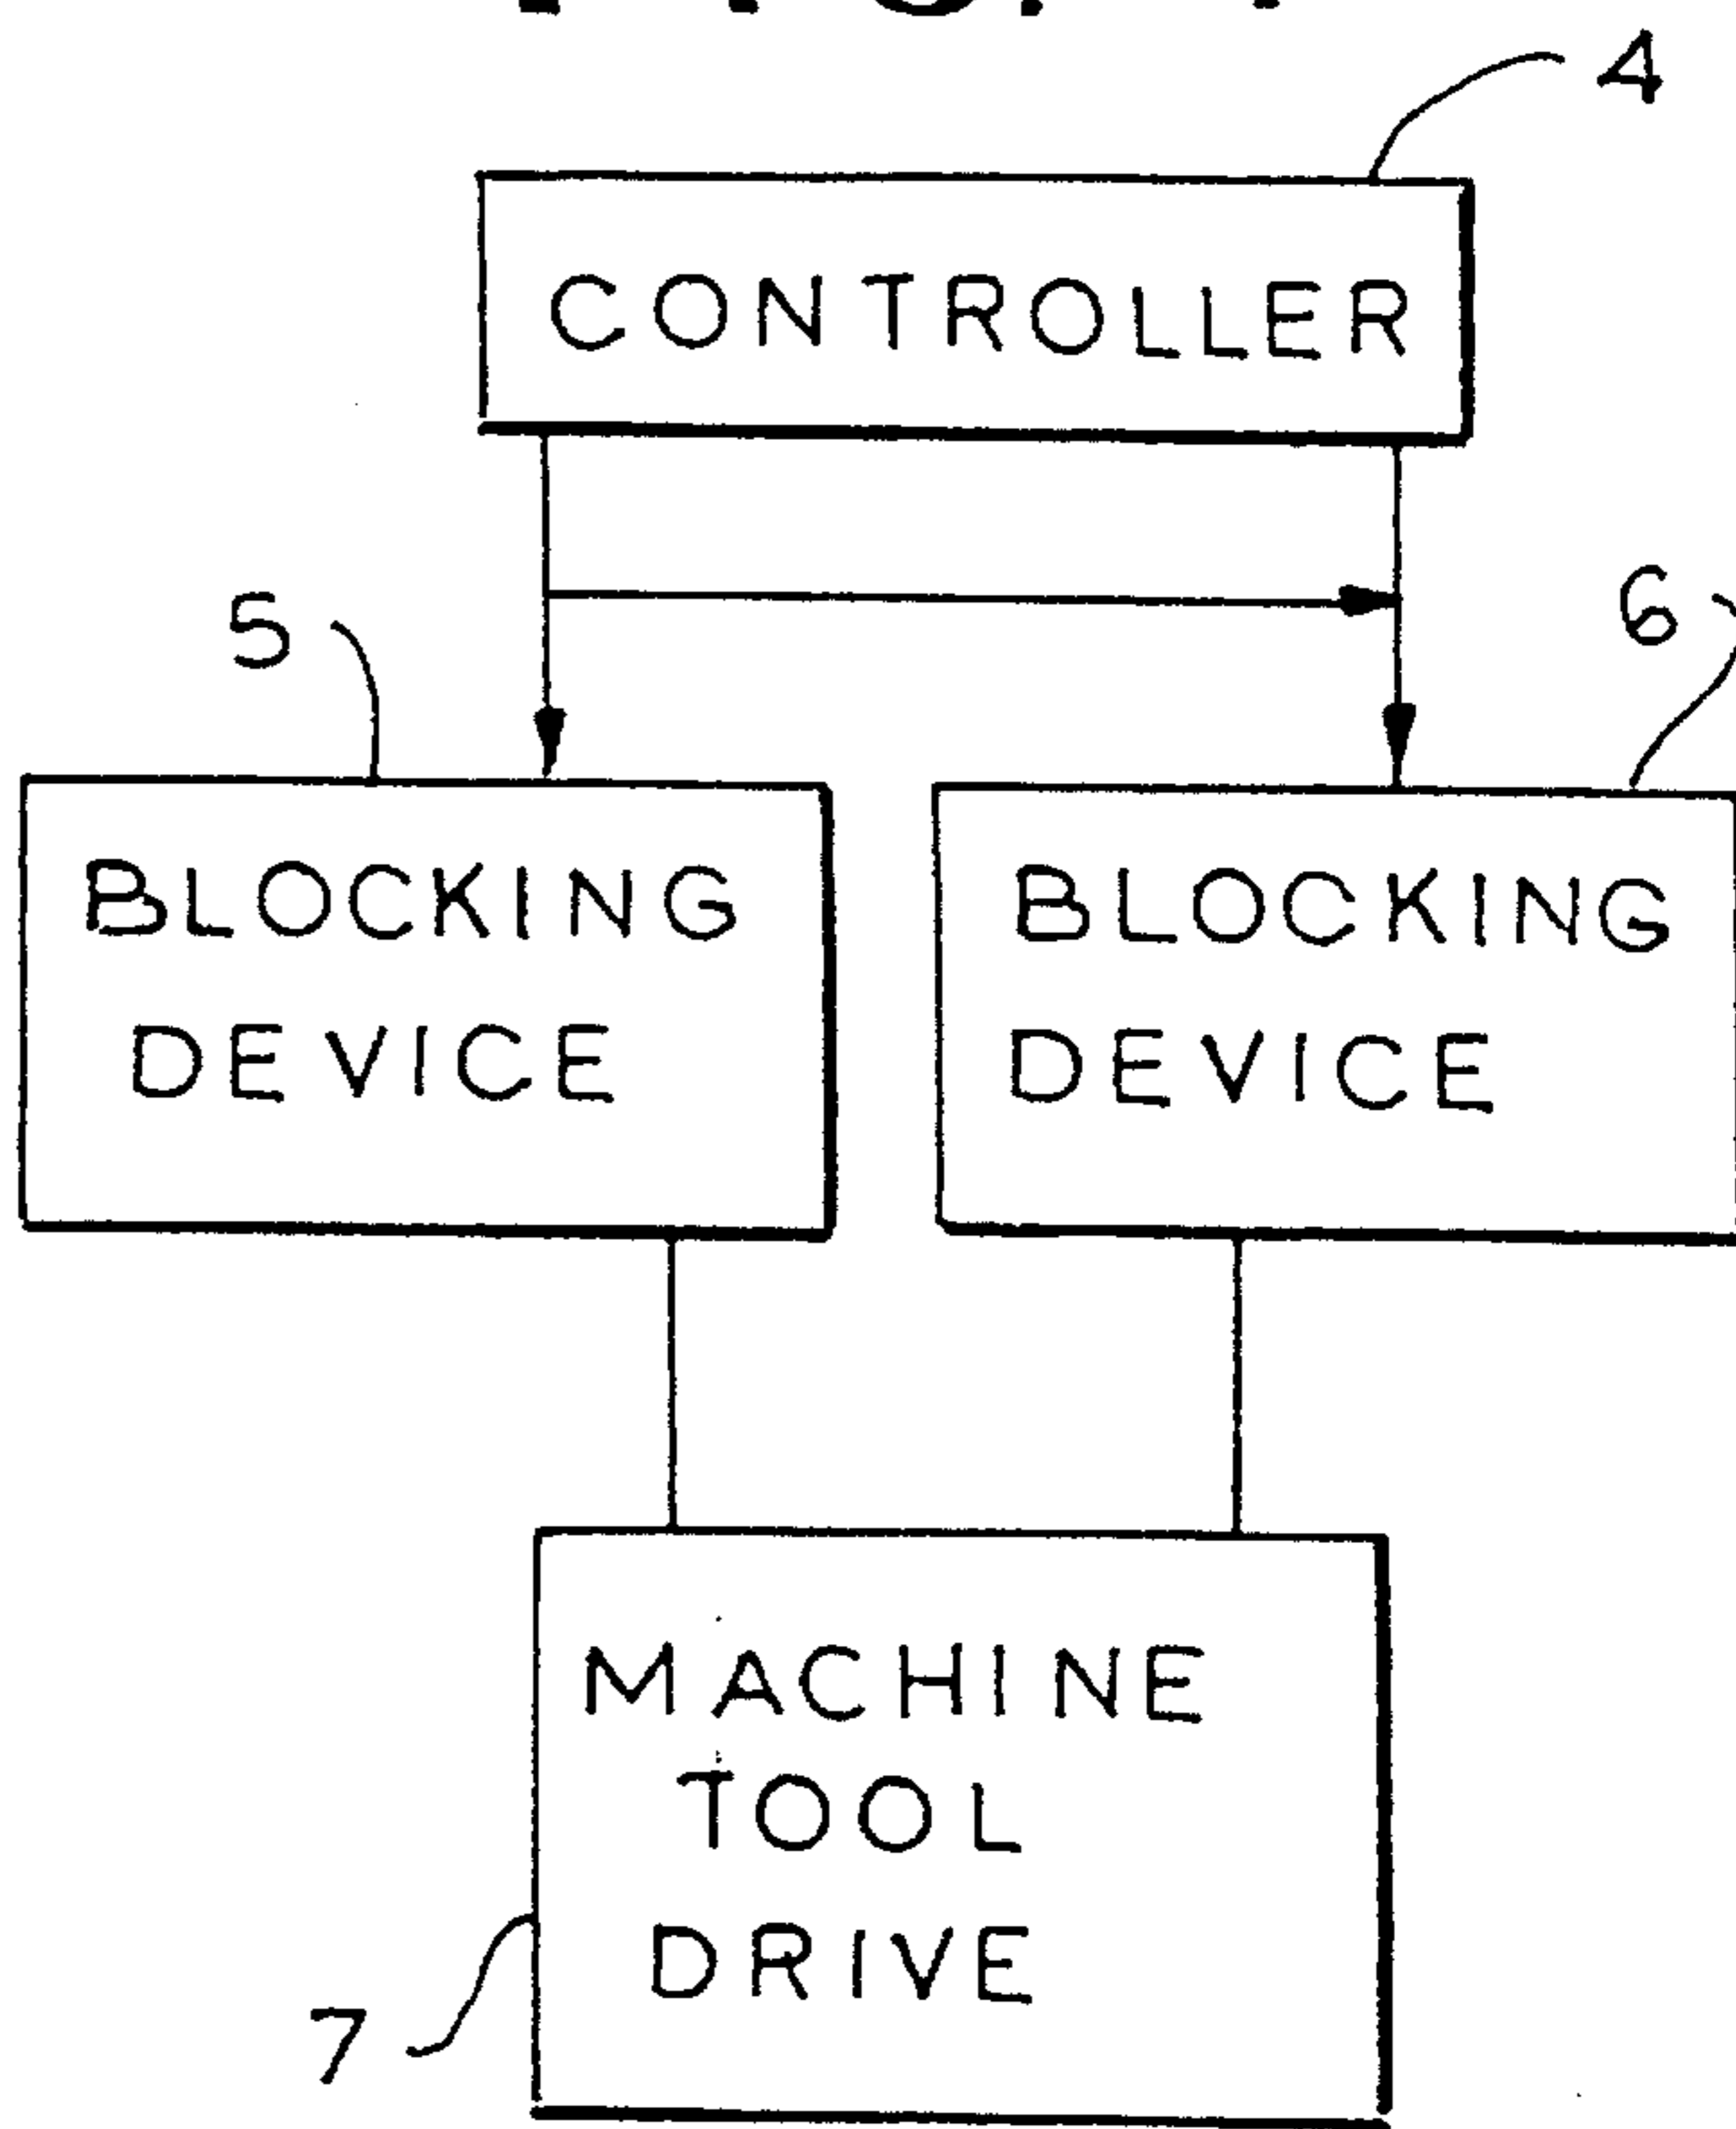 4
CONTROLLER
5
6
BLOCKING
DEVICE
BLOCKING
DEVICE
MACHINE
TOOL
DRIVE
7